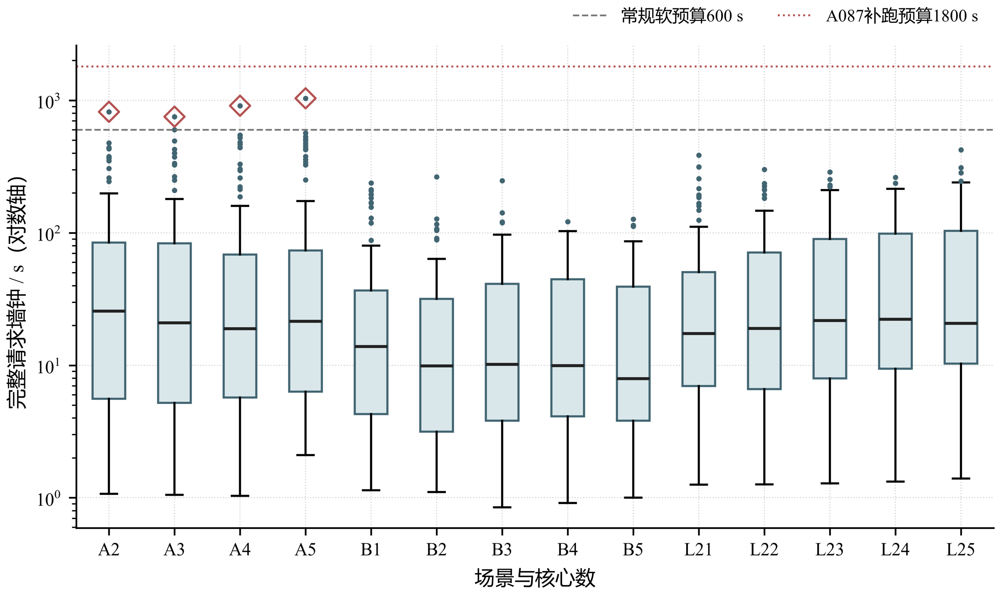 常规软预算600 s
A087补跑预算1800 s
完整请求墙钟 / s (对数轴)
10³
10²
10¹
10⁰
A2
A3
A4
A5
B1
B2
B3
B4
B5
L21
L22
L23
L24
L25
场景与核心数